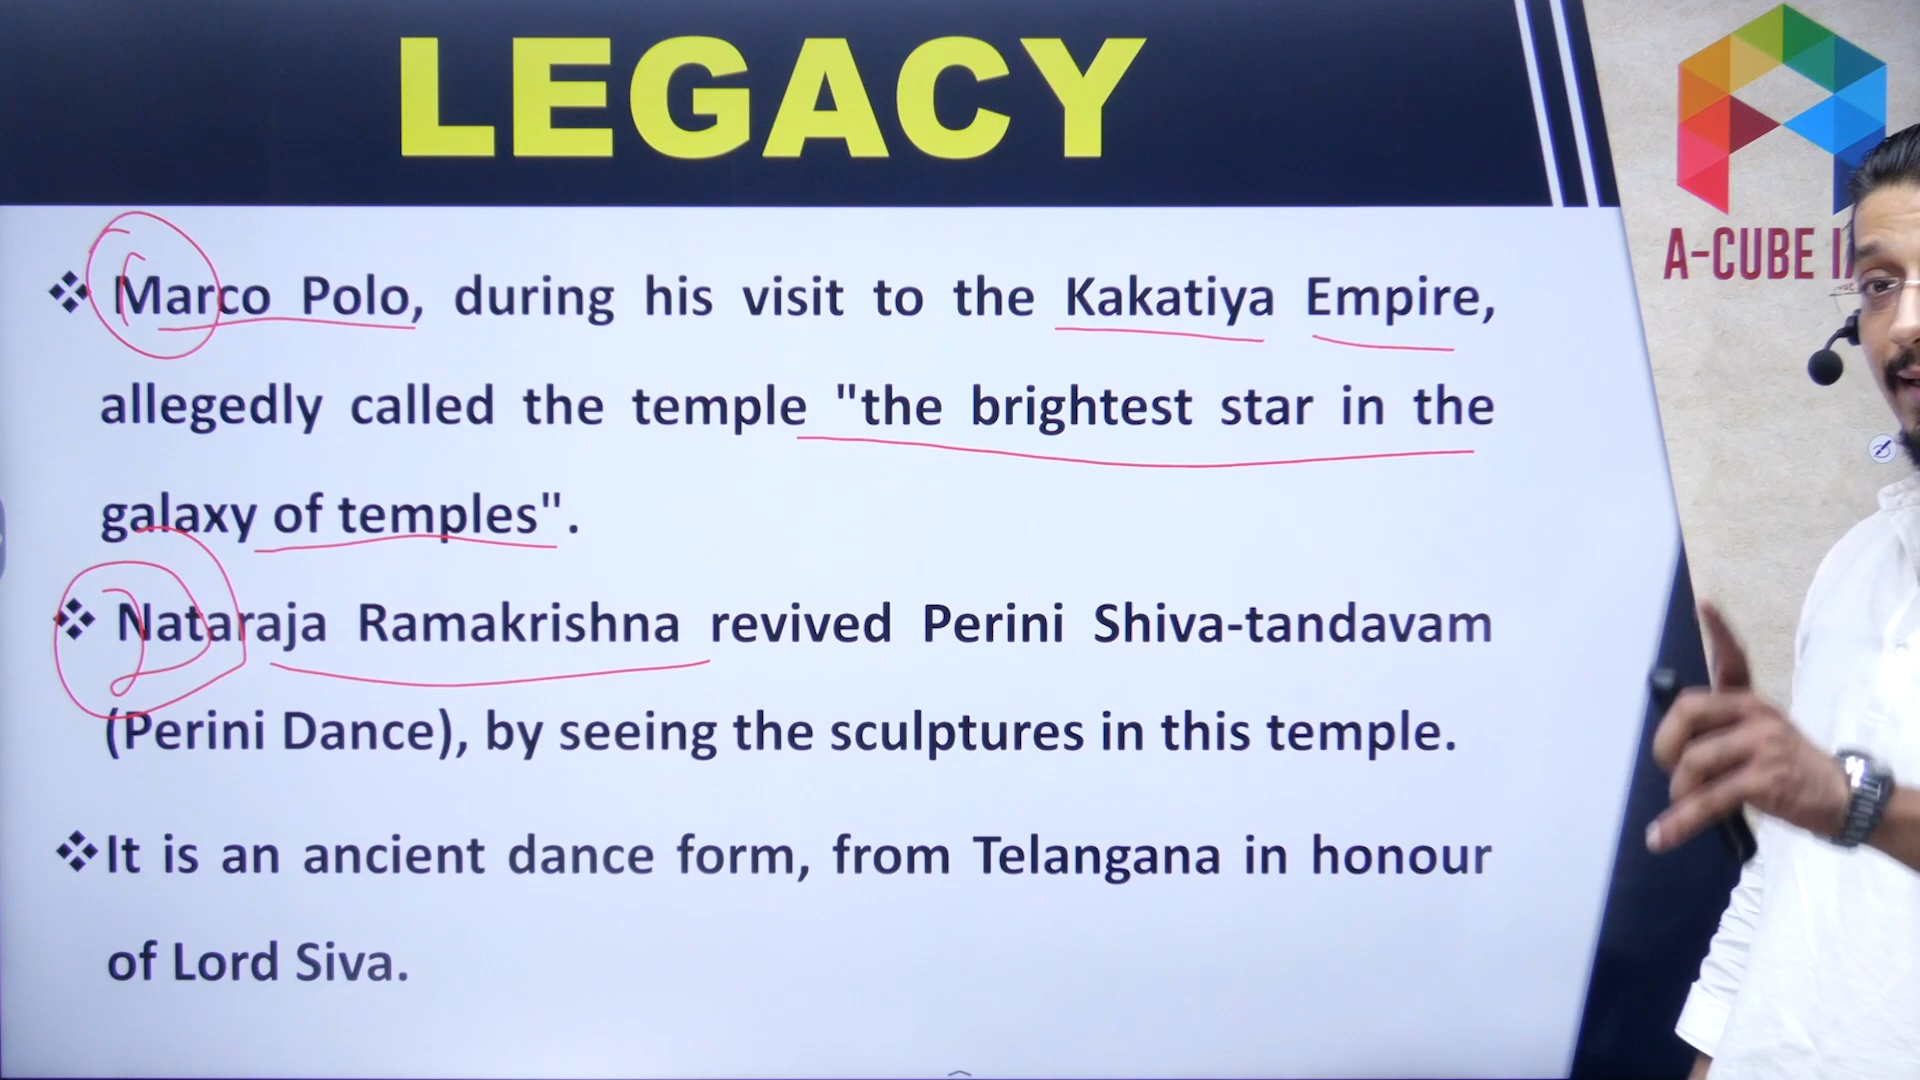 LEGACY
A-CUBE
❖ Marco Polo, during his visit to the Kakatiya Empire,
allegedly called the temple "the brightest star in the
galaxy of temples".
❖ Nataraja Ramakrishna revived Perini Shiva-tandavam
(Perini Dance), by seeing the sculptures in this temple.
❖It is an ancient dance form, from Telangana in honour
of Lord Siva.